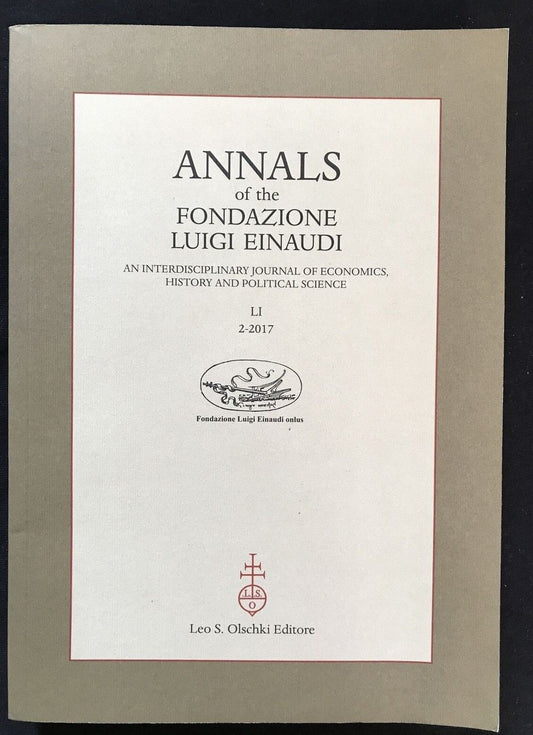 ANNALS
of the
FONDAZIONE
LUIGI EINAUDI
AN INTERDISCIPLINARY JOURNAL OF ECONOMICS,
HISTORY AND POLITICAL SCIENCE
LI
2-2017
Fondazione Luigi Einaudi onlus
L S
O
Leo S. Olschki Editore